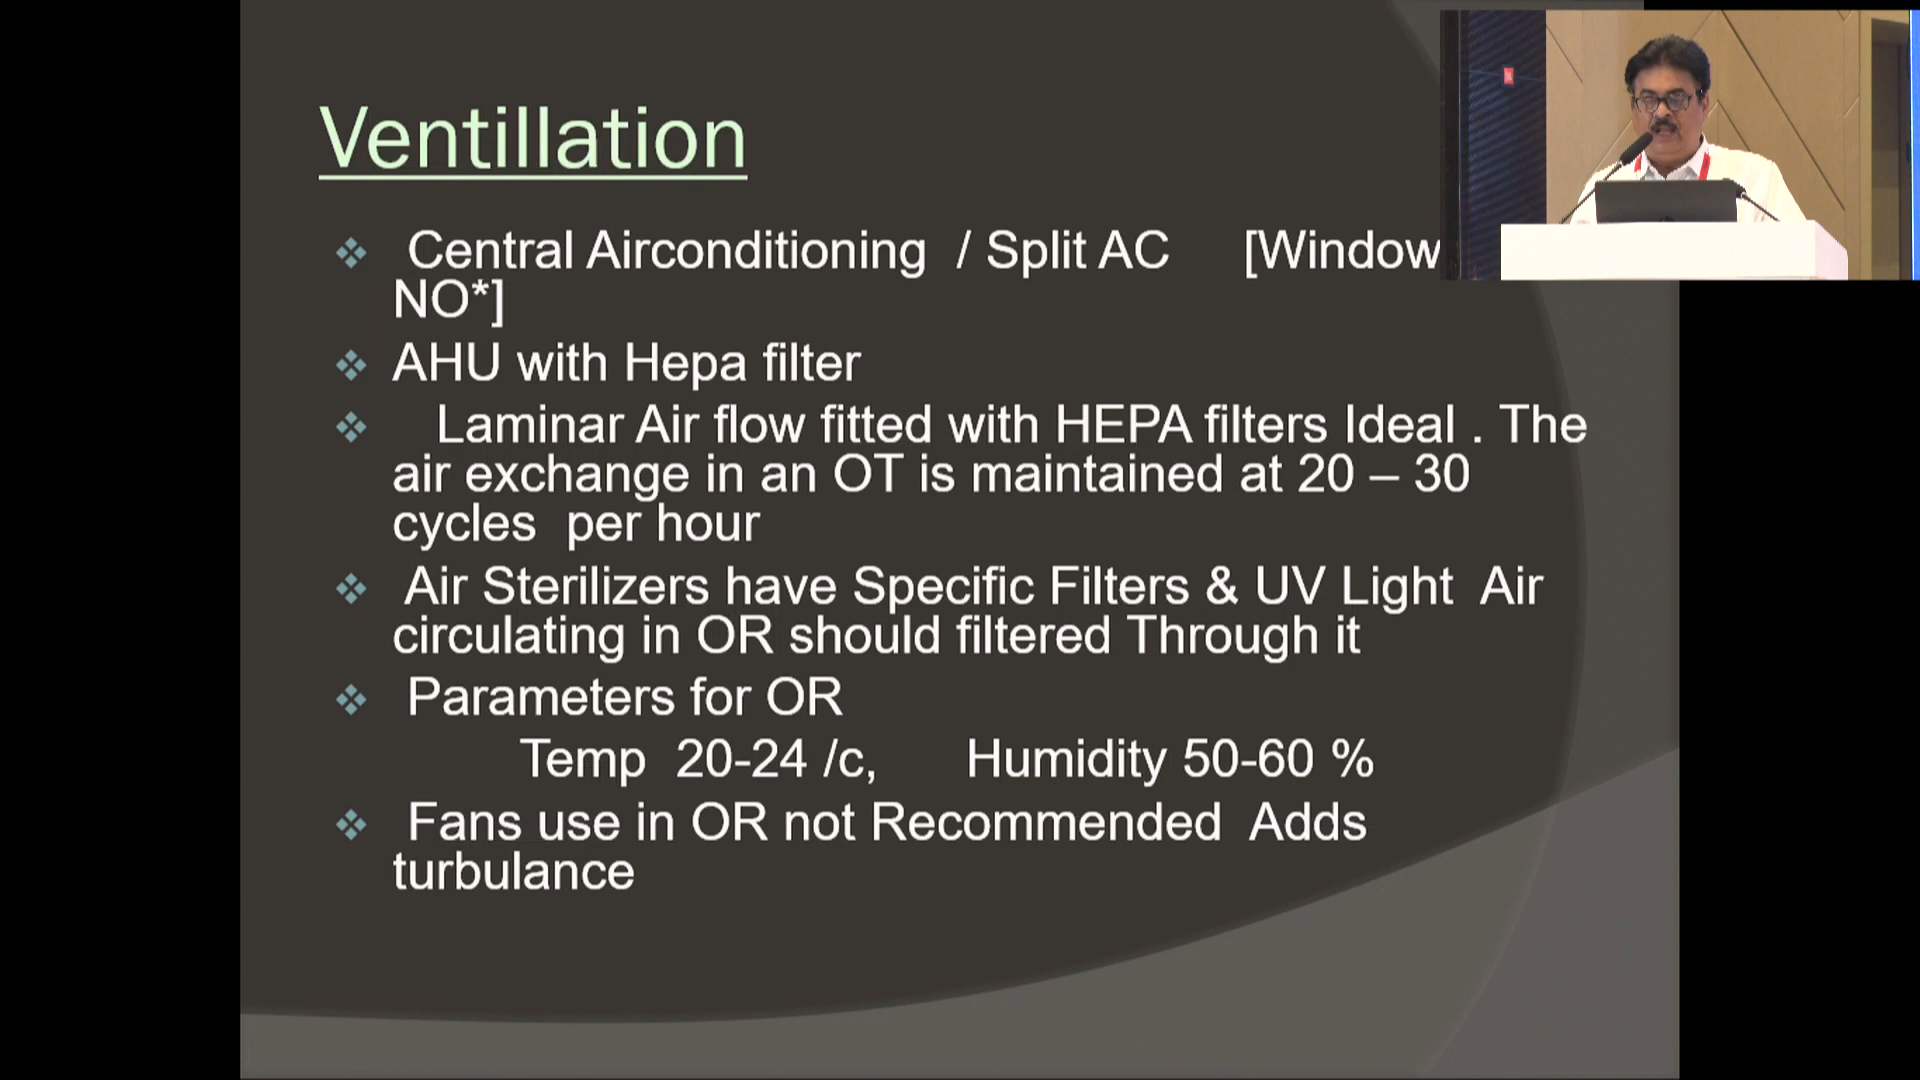 Ventillation
Central Airconditioning / Split AC [Window
NO*]
AHU with Hepa filter
Laminar Air flow fitted with HEPA filters Ideal . The
air exchange in an OT is maintained at 20 – 30
cycles per hour
Air Sterilizers have Specific Filters & UV Light Air
circulating in OR should filtered Through it
Parameters for OR
Temp 20-24 /c, Humidity 50-60 %
Fans use in OR not Recommended Adds
turbulance